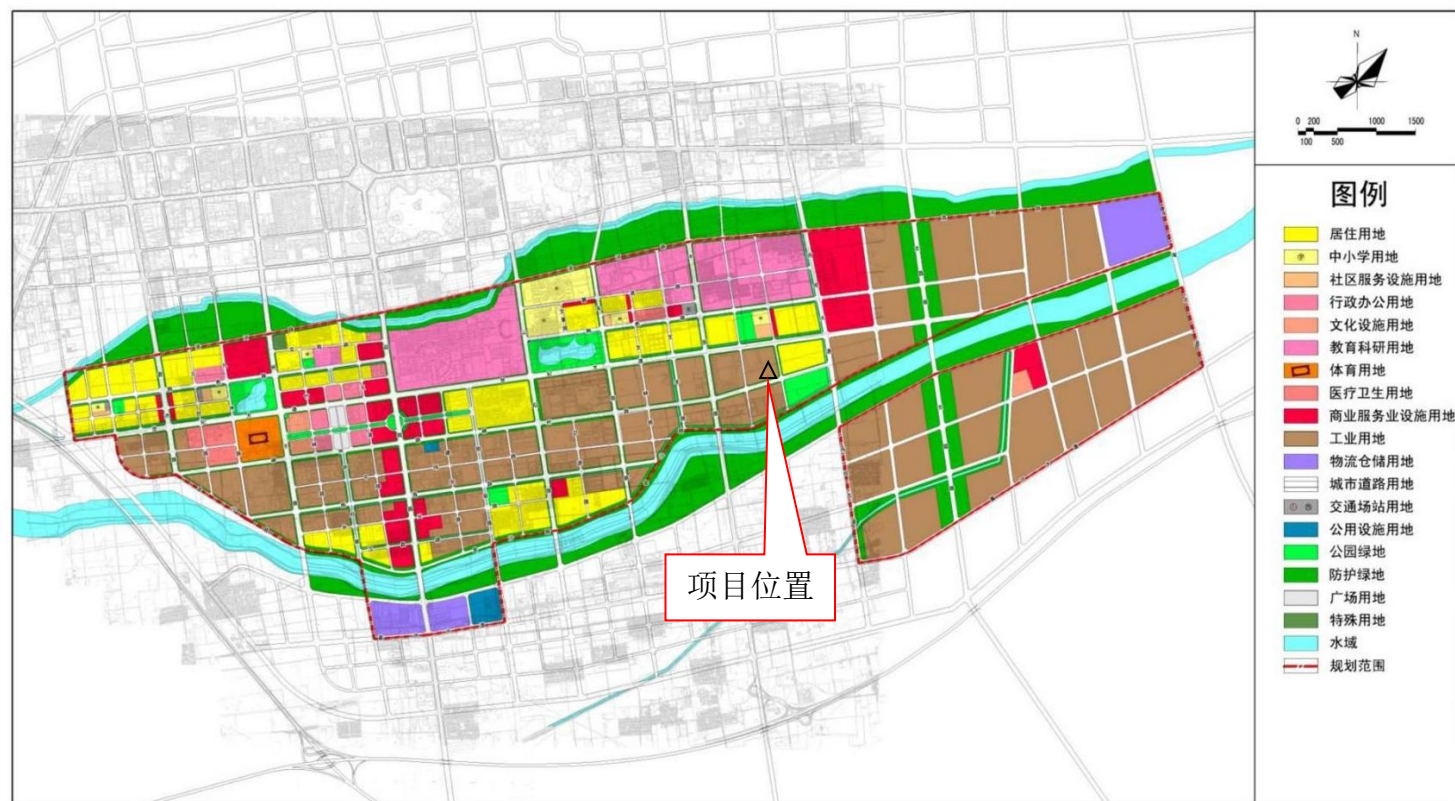 N
0 200 1000 1500
100 500
图例
居住用地
中小学用地
社区服务设施用地
行政办公用地
文化设施用地
教育科研用地
体育用地
医疗卫生用地
商业服务业设施用地
工业用地
物流仓储用地
城市道路用地
交通场站用地
公用设施用地
公园绿地
防护绿地
广场用地
特殊用地
水域
规划范围
项目位置